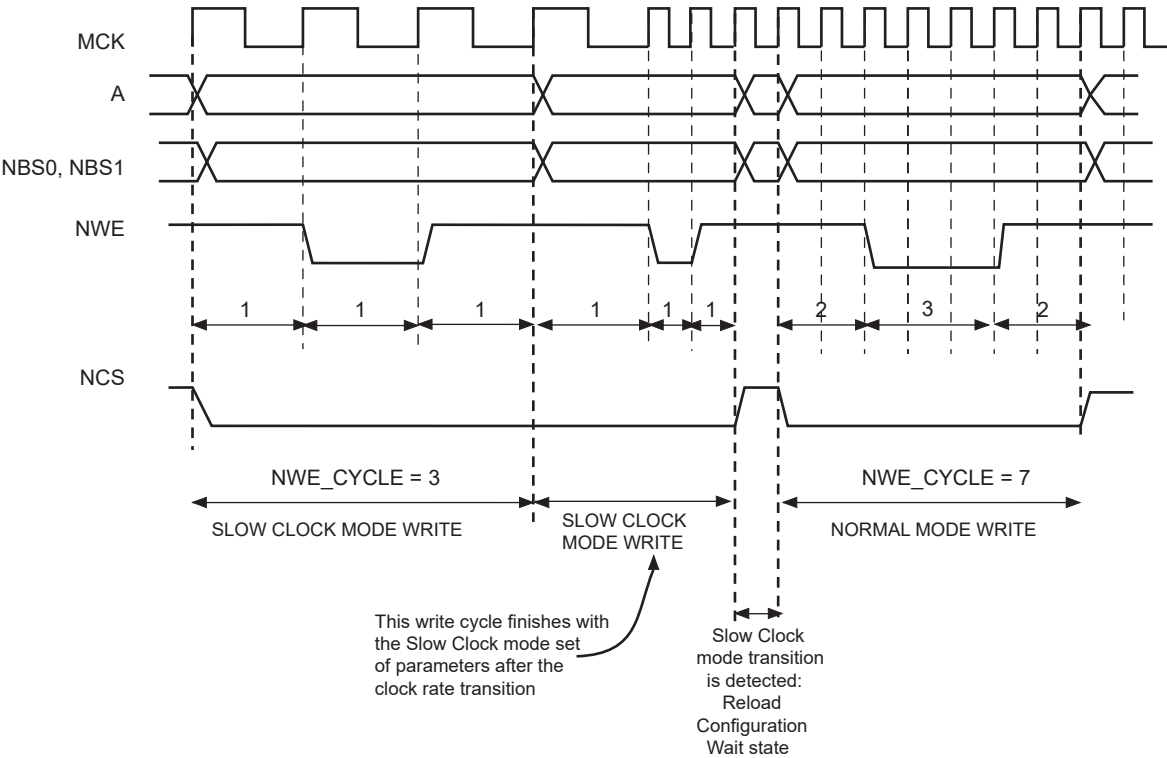 MCK
A
NBS0, NBS1
NWE
1 1 1 1 1 1 2 3 2
NCS
NWE_CYCLE = 3
NWE_CYCLE = 7
SLOW CLOCK MODE WRITE
SLOW CLOCK
MODE WRITE
NORMAL MODE WRITE
This write cycle finishes with
the Slow Clock mode set
of parameters after the
clock rate transition
Slow Clock
mode transition
is detected:
Reload
Configuration
Wait state